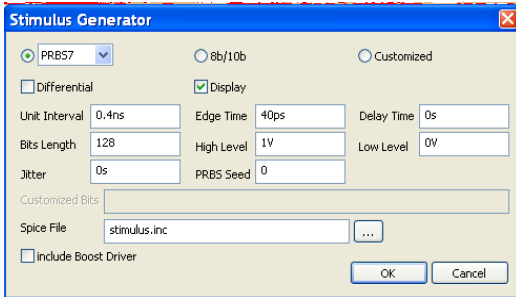 Stimulus Generator
PRBS7 8b/10b Customized
Differential Display
Unit Interval 0.4ns Edge Time 40ps Delay Time 0s
Bits Length 128 High Level 1V Low Level 0V
Jitter 0s PRBS Seed 0
Customized Bits
Spice File stimulus.inc ...
include Boost Driver
OK Cancel